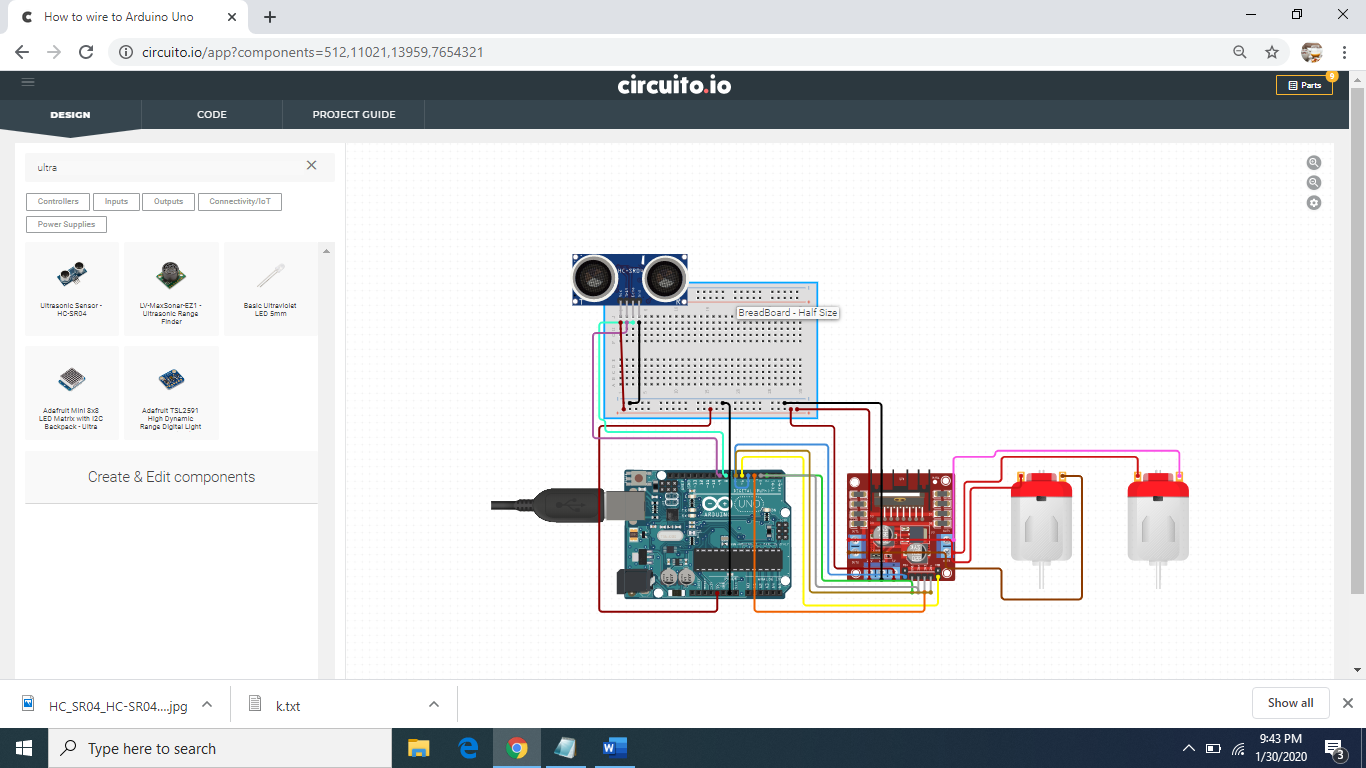 How to wire to Arduino Uno
circuito.io/app?components=512,11021,13959,7654321
circuito.io
Parts
9
DESIGN
CODE
PROJECT GUIDE
ultra
Controllers
Inputs
Outputs
Connectivity/IoT
Power Supplies
Ultrasonic Sensor -
HC-SR04
LV-MaxSonar-EZ1 -
Ultrasonic Range
Finder
Basic Ultraviolet
LED 5mm
Adafruit Mini 8x8
LED Matrix with I2C
Backpack - Ultra
Adafruit TSL2591
High Dynamic
Range Digital Light
Create & Edit components
HC-SR04
BreadBoard - Half Size
ARDUINO
UNO
HC_SR04_HC-SR04....jpg
k.txt
Show all
Type here to search
9:43 PM
1/30/2020
3